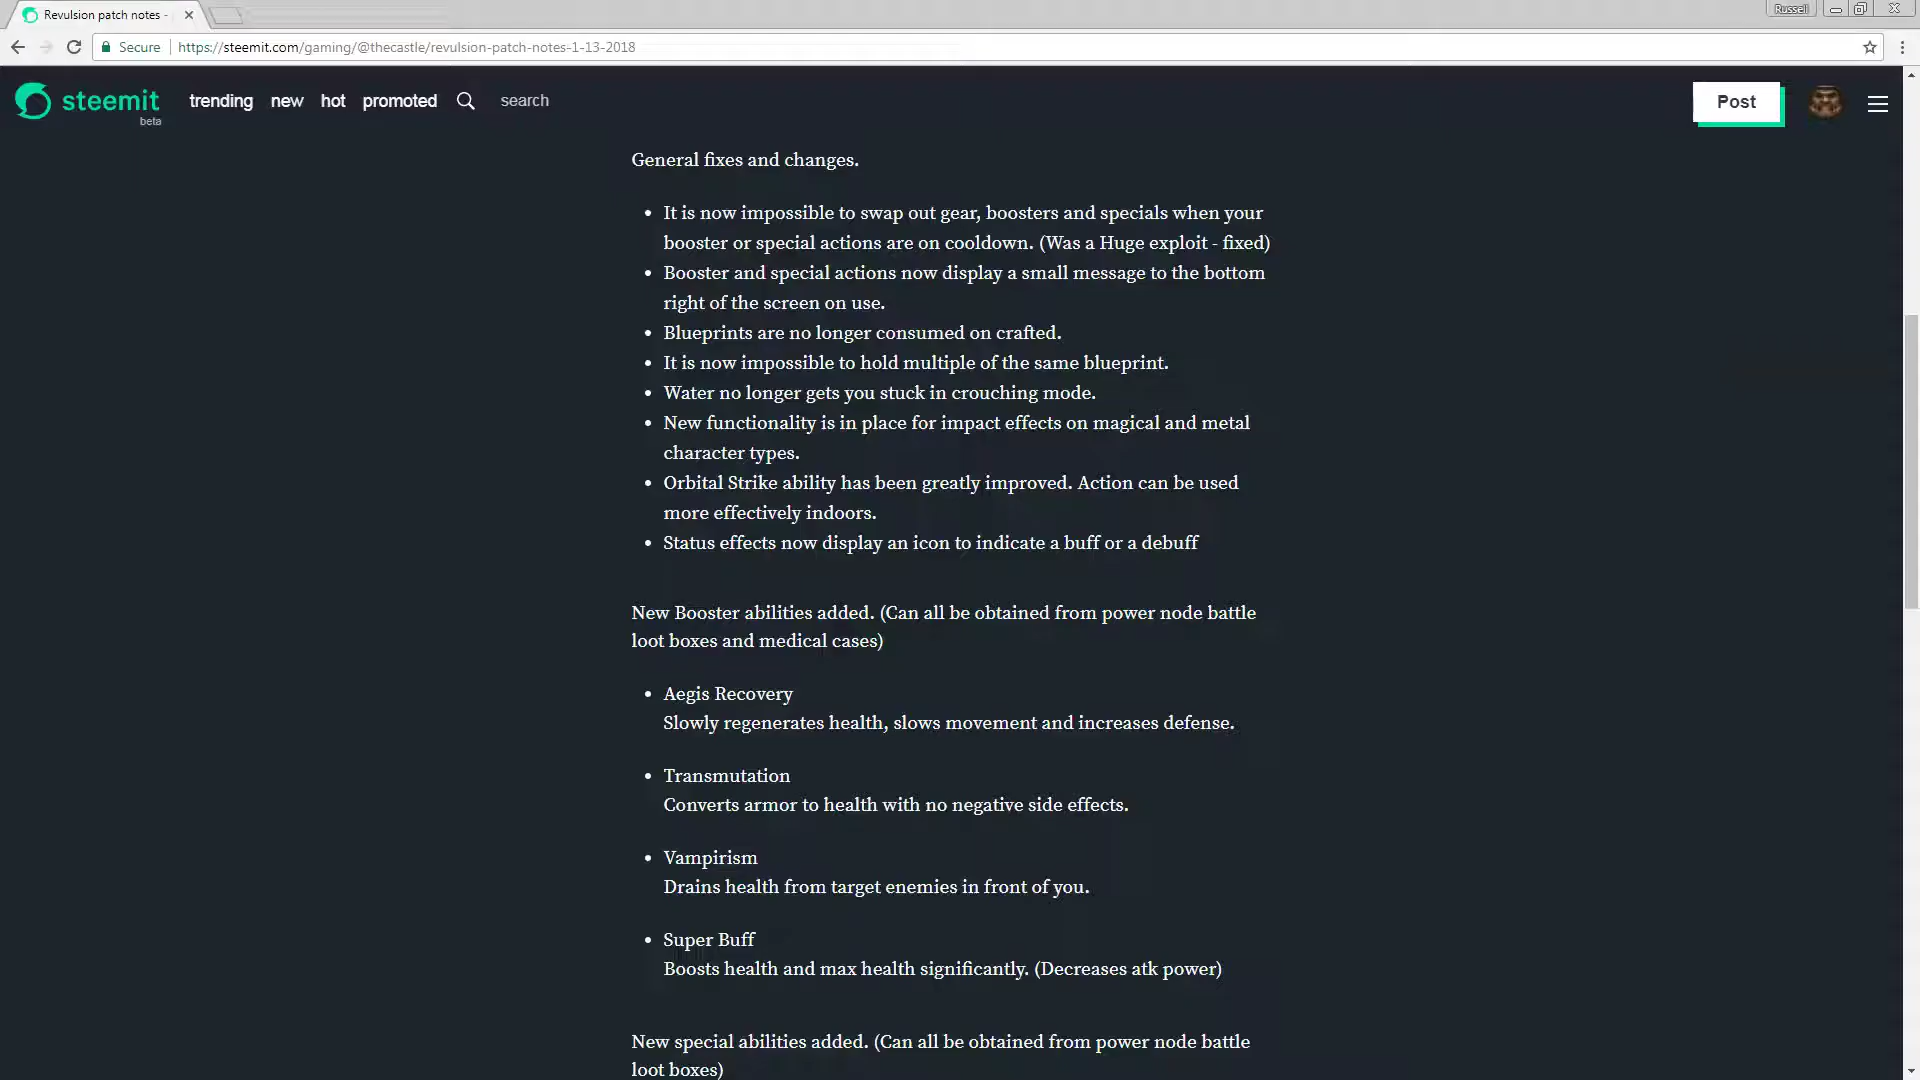 Revulsion patch notes -
Russell
Secure
https://steemit.com/gaming/@thecastle/revulsion-patch-notes-1-13-2018
steemit
beta
trending
new
hot
promoted
search
Post
General fixes and changes.
• It is now impossible to swap out gear, boosters and specials when your
booster or special actions are on cooldown. (Was a Huge exploit - fixed)
• Booster and special actions now display a small message to the bottom
right of the screen on use.
• Blueprints are no longer consumed on crafted.
• It is now impossible to hold multiple of the same blueprint.
• Water no longer gets you stuck in crouching mode.
• New functionality is in place for impact effects on magical and metal
character types.
• Orbital Strike ability has been greatly improved. Action can be used
more effectively indoors.
• Status effects now display an icon to indicate a buff or a debuff
New Booster abilities added. (Can all be obtained from power node battle
loot boxes and medical cases)
• Aegis Recovery
Slowly regenerates health, slows movement and increases defense.
• Transmutation
Converts armor to health with no negative side effects.
• Vampirism
Drains health from target enemies in front of you.
• Super Buff
Boosts health and max health significantly. (Decreases atk power)
New special abilities added. (Can all be obtained from power node battle
loot boxes)